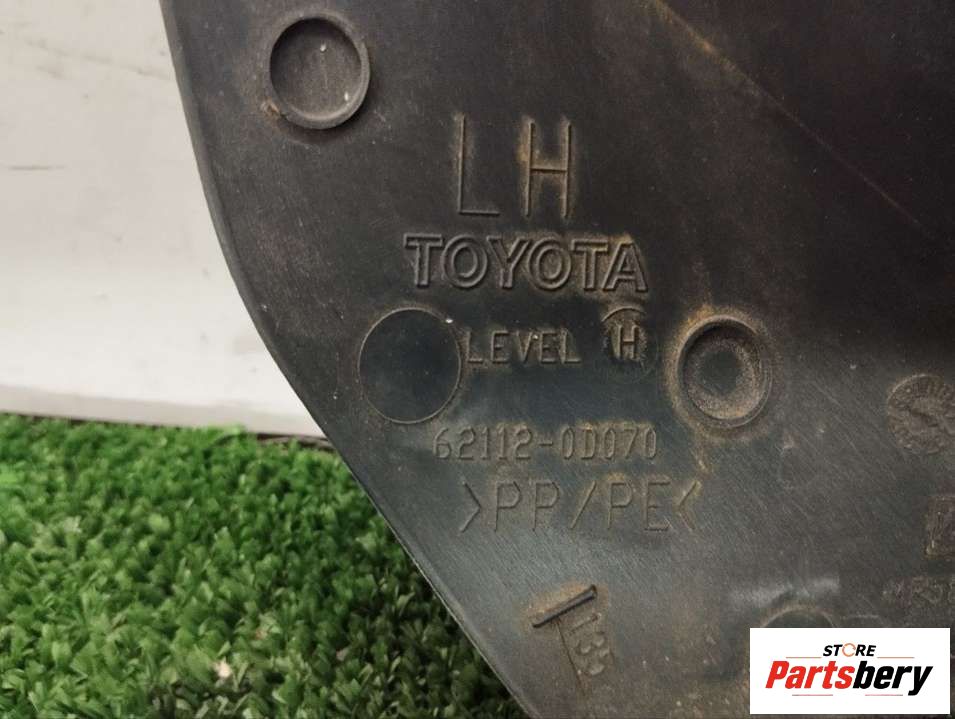 LH
TOYOTA
LEVEL H
62112-0D070
>PP/PE<
STORE
Partsbery